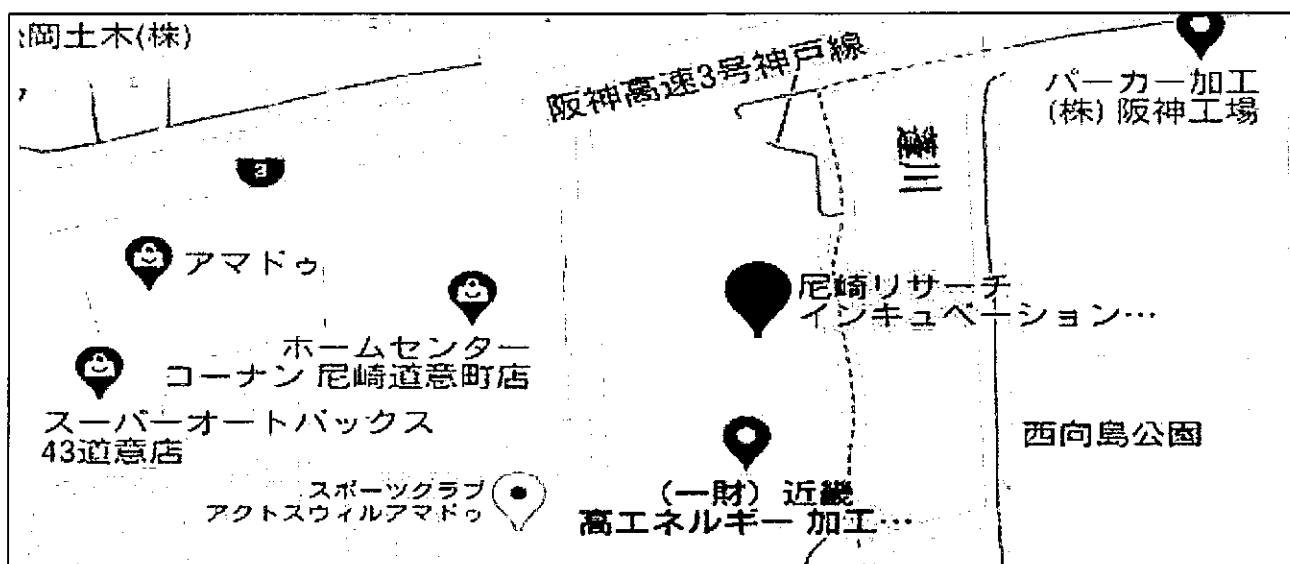 岡土木(株)
阪神高速3号神戸線
パーカー加工
(株) 阪神工場
蓬川
3
アマドゥ
尼崎リサーチ
インキュベーション…
ホームセンター
コーナン 尼崎道意町店
スーパーオートバックス
43道意店
西向島公園
スポーツクラブ
アクトスウィルアマドゥ
(一財) 近畿
高エネルギー 加工…